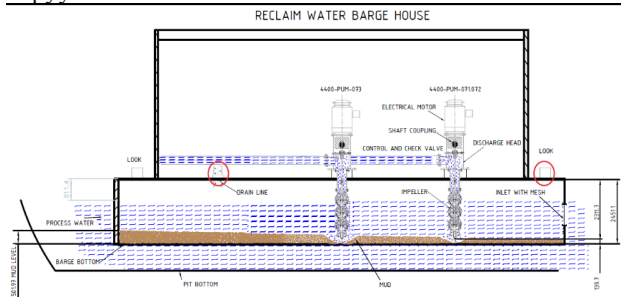 RECLAIM WATER BARGE HOUSE
4400-PUM-073
4400-PUM-071,072
ELECTRICAL MOTOR
SHAFT COUPLING
CONTROL AND CHECK VALVE
DISCHARGE HEAD
LOOK
LOOK
DRAIN LINE
IMPELLER
INLET WITH MESH
811.4
PROCESS WATER
2311.3
2451.1
BARGE BOTTOM
MUD
PIT BOTTOM
139.7